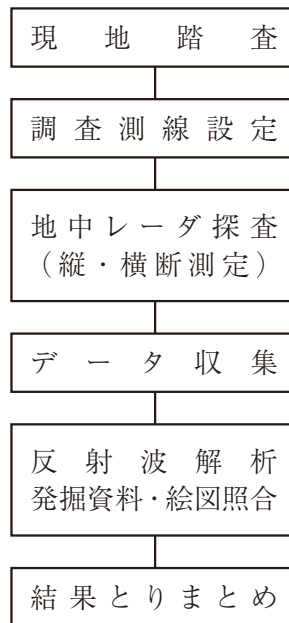 現地踏査
調査測線設定
地中レーダ探査
（縦・横断測定）
データ収集
反射波解析
発掘資料・絵図照合
結果とりまとめ